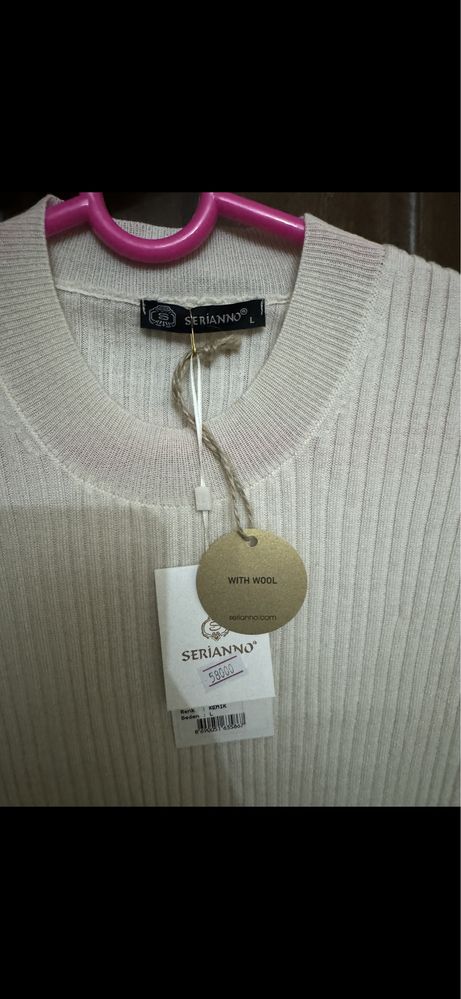 SERİANNO®
L
WITH WOOL
serianno.com
SERİANNO®
58000
Renk : KEMIK
Beden : L